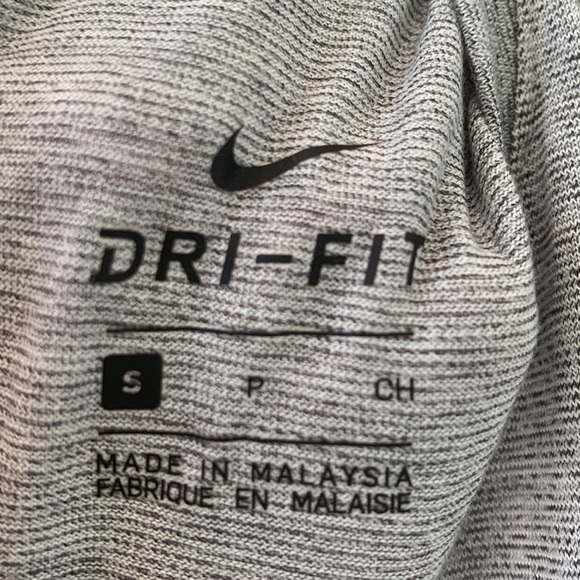 DRI-FIT
S P CH
MADE IN MALAYSIA
FABRIQUE EN MALAISIE